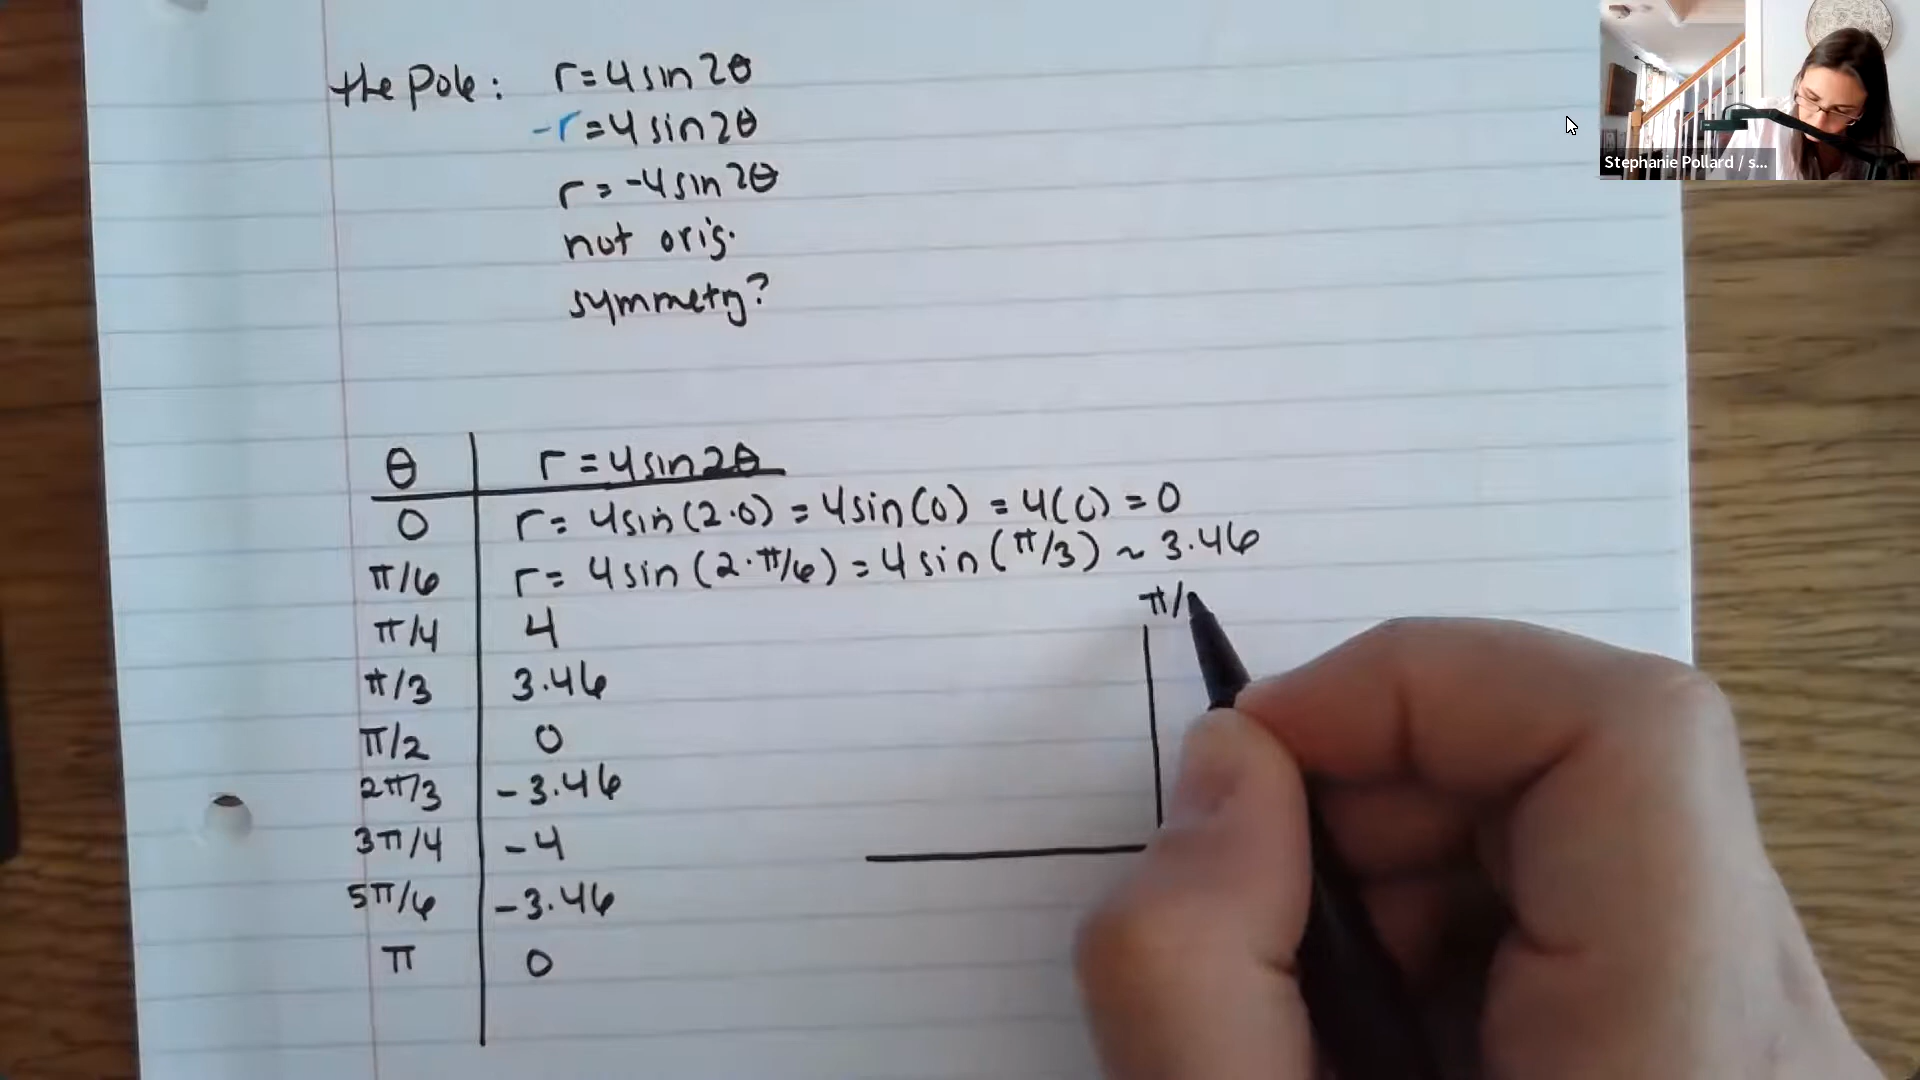 the Pole: r=4sin2θ
-r=4sin2θ
r=-4sin2θ
not orig.
symmetry?
Stephanie Pollard / s...
θ r=4sin2θ
0 r= 4sin(2·0)=4sin(0)=4(0)=0
π/6 r= 4sin(2·π/6)=4sin(π/3)~3.46
π/
π/4 4
π/3 3.46
π/2 0
2π/3 -3.46
3π/4 -4
5π/6 -3.46
π 0